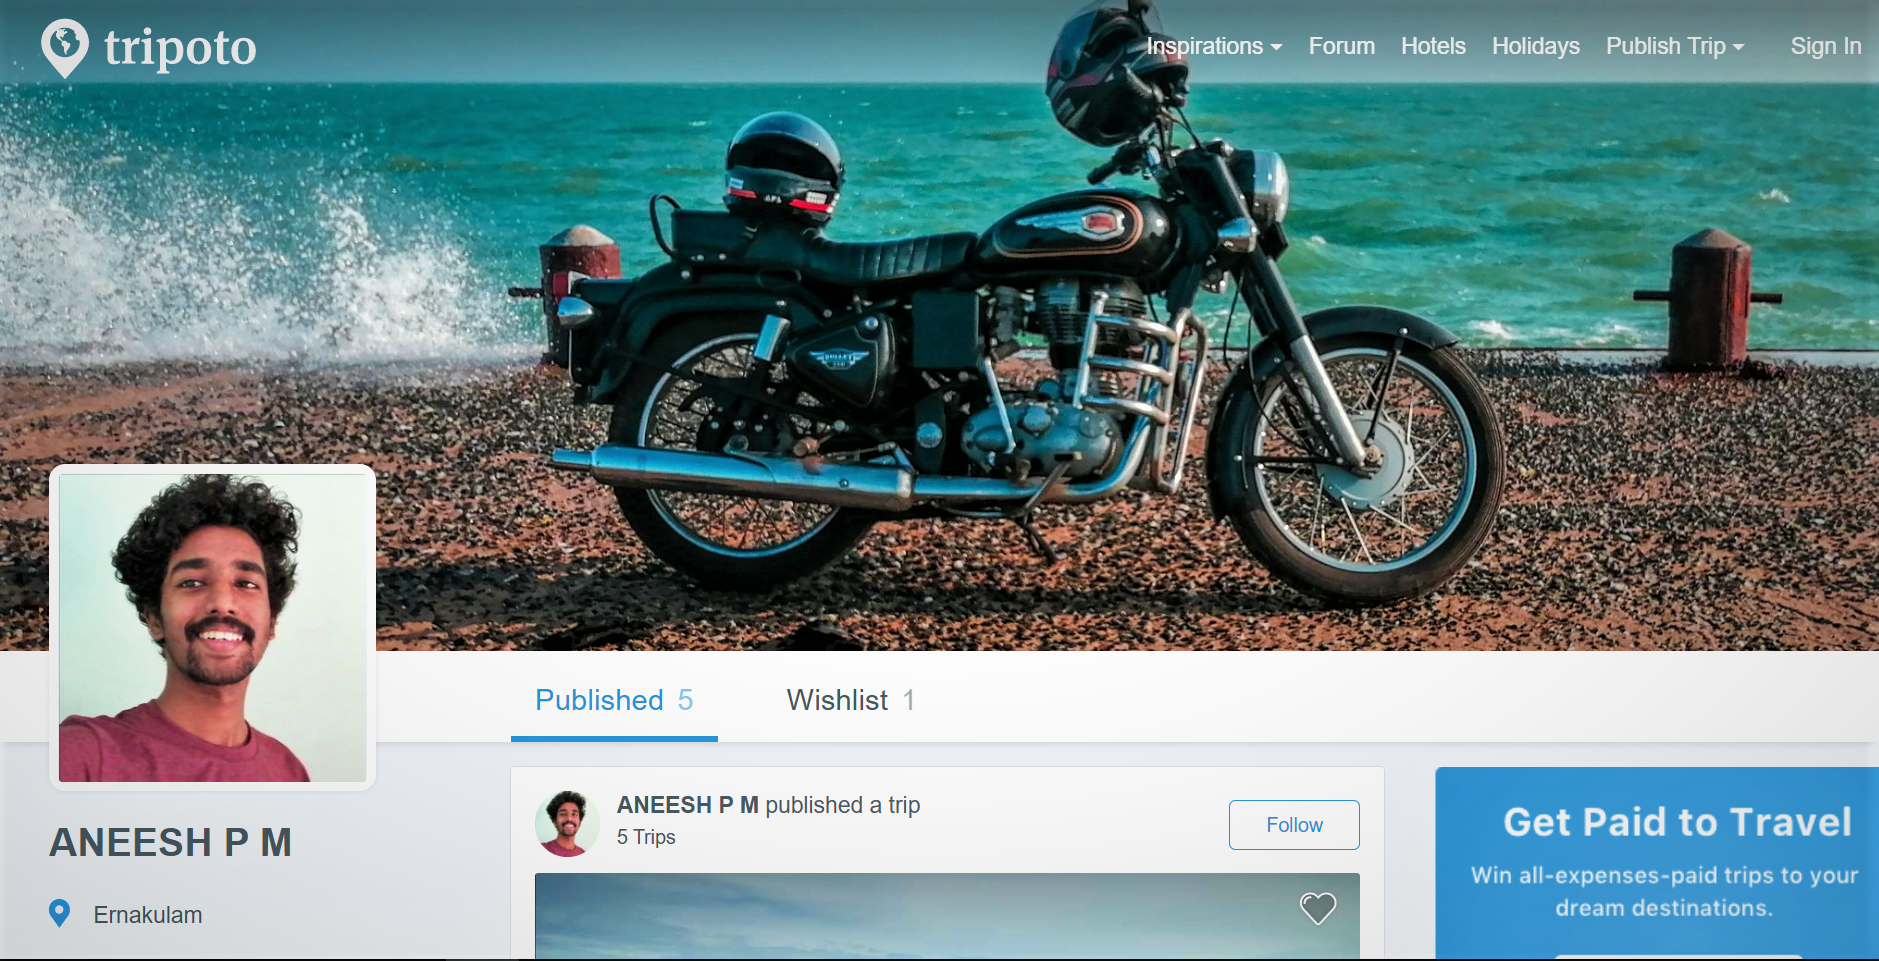 tripoto
Inspirations Forum Hotels Holidays Publish Trip Sign In
BULLET
Published 5 Wishlist 1
ANEESH P M published a trip
5 Trips
Follow
ANEESH P M
Ernakulam
Get Paid to Travel
Win all-expenses-paid trips to your
dream destinations.